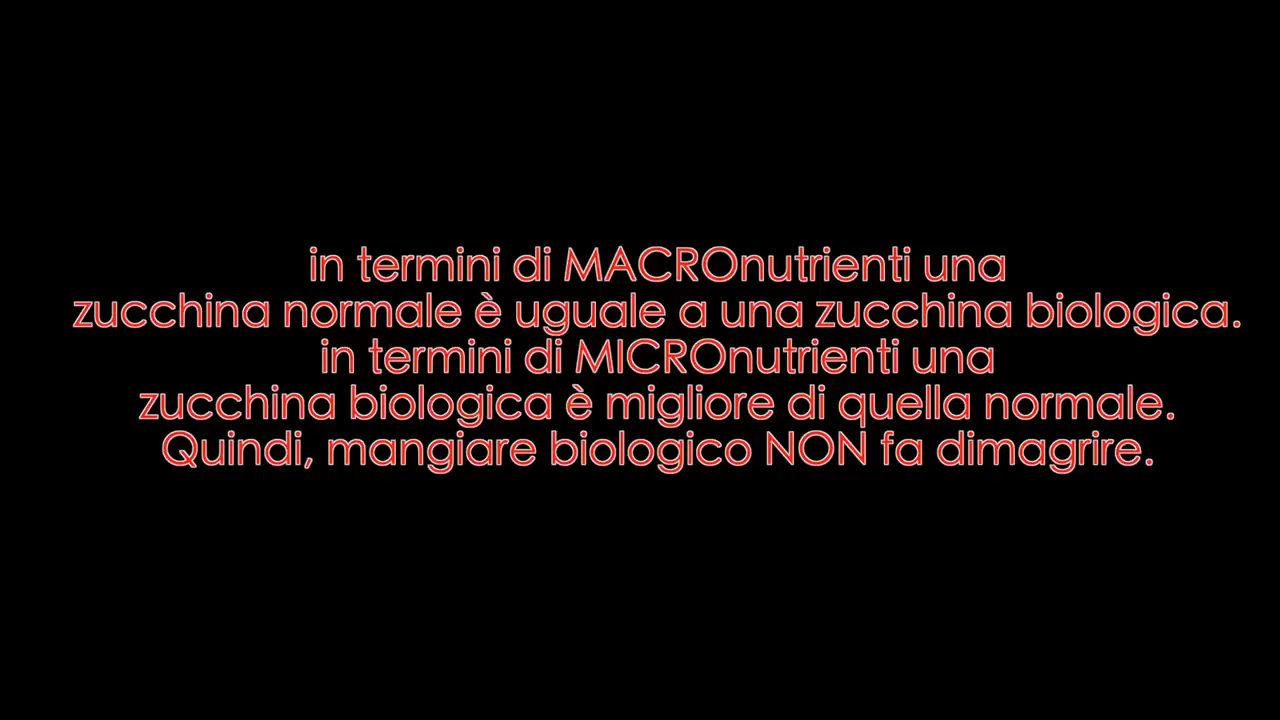 in termini di MACROnutrienti una
zucchina normale è uguale a una zucchina biologica.
in termini di MICROnutrienti una
zucchina biologica è migliore di quella normale.
Quindi, mangiare biologico NON fa dimagrire.